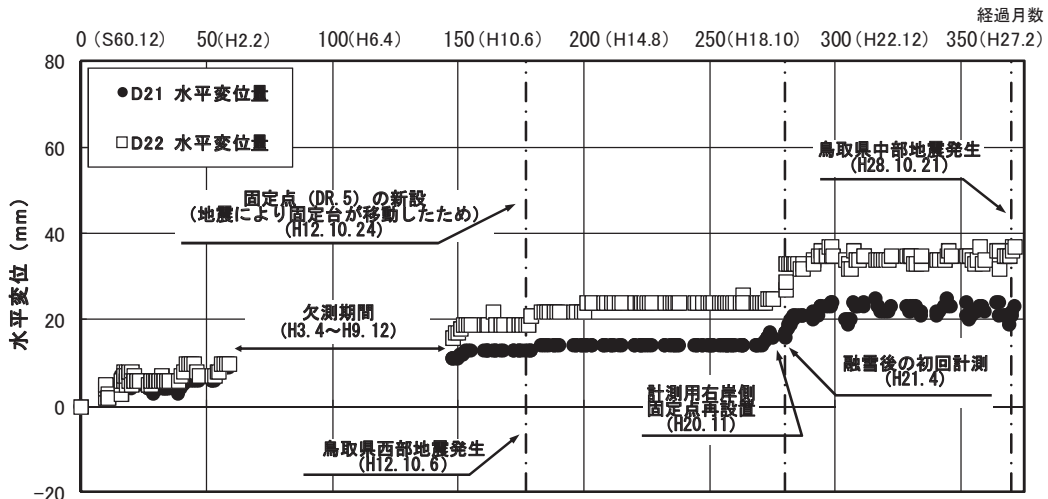 経過月数
0 (S60.12) 50(H2.2) 100(H6.4) 150(H10.6) 200(H14.8) 250(H18.10) 300(H22.12) 350(H27.2)
80
D21 水平変位量
D22 水平変位量
60
鳥取県中部地震発生
(H28.10.21)
固定点 (DR.5) の新設
(地震により固定台が移動したため)
(H12.10.24)
水平変位 (mm)
40
20
欠測期間
(H3.4~H9.12)
融雪後の初回計測
(H21.4)
計測用右岸側
固定点再設置
(H20.11)
0
鳥取県西部地震発生
(H12.10.6)
-20